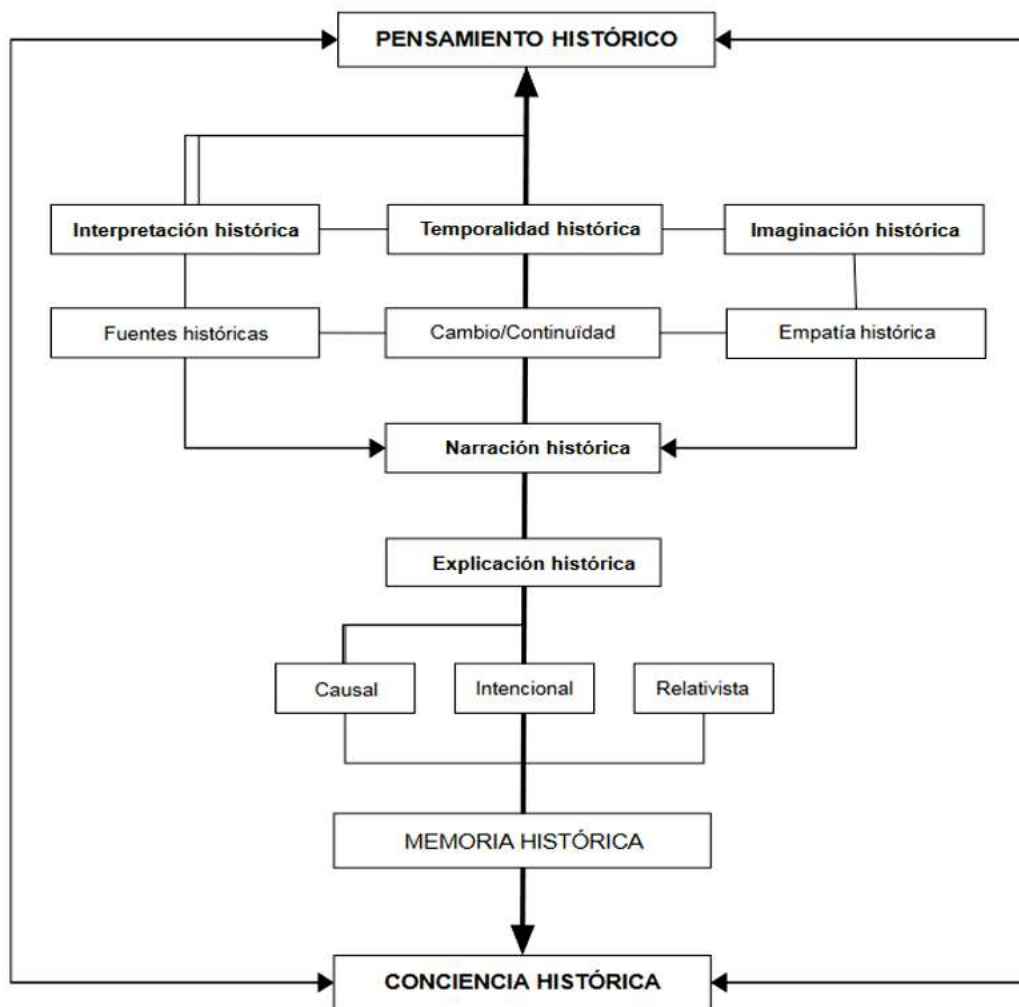 PENSAMIENTO HISTÓRICO
Interpretación histórica
Temporalidad histórica
Imaginación histórica
Fuentes históricas
Cambio/Continuïdad
Empatía histórica
Narración histórica
Explicación histórica
Causal
Intencional
Relativista
MEMORIA HISTÓRICA
CONCIENCIA HISTÓRICA